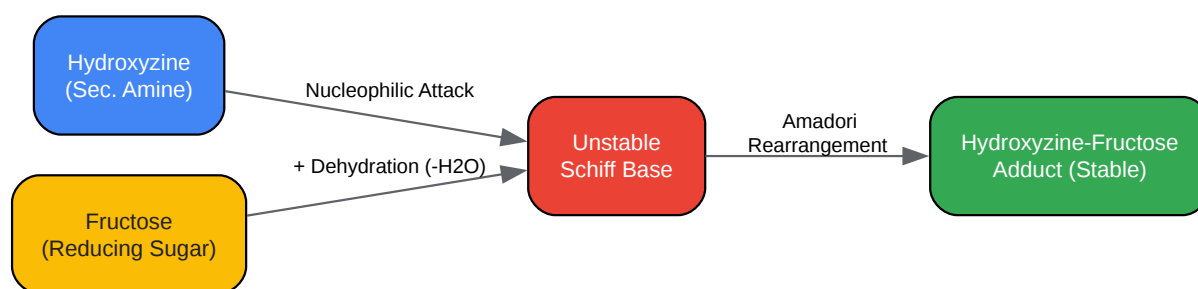 Hydroxyzine
(Sec. Amine)
Nucleophilic Attack
+ Dehydration (-H2O)
Fructose
(Reducing Sugar)
Unstable
Schiff Base
Amadori
Rearrangement
Hydroxyzine-Fructose
Adduct (Stable)